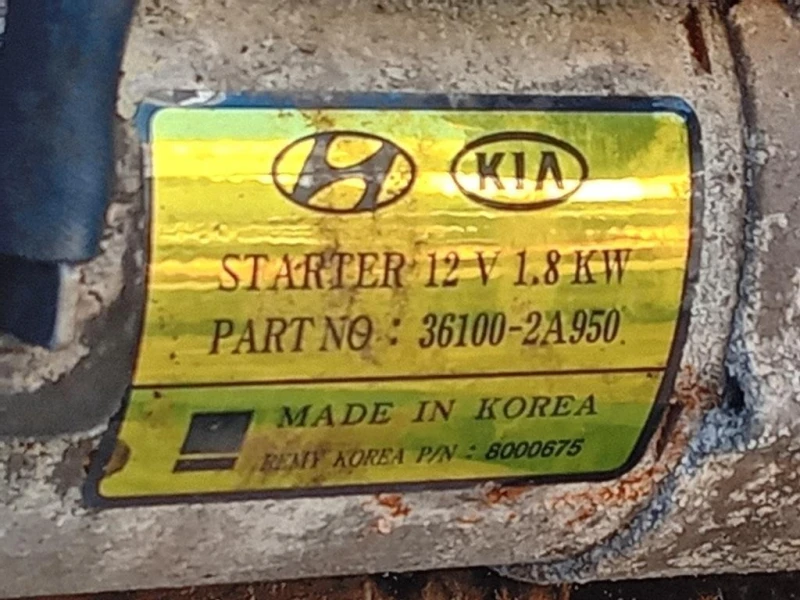 KIA
STARTER 12 V 1.8 KW
PART NO : 36100-2A950
MADE IN KOREA
REMY KOREA P/N : 8000675